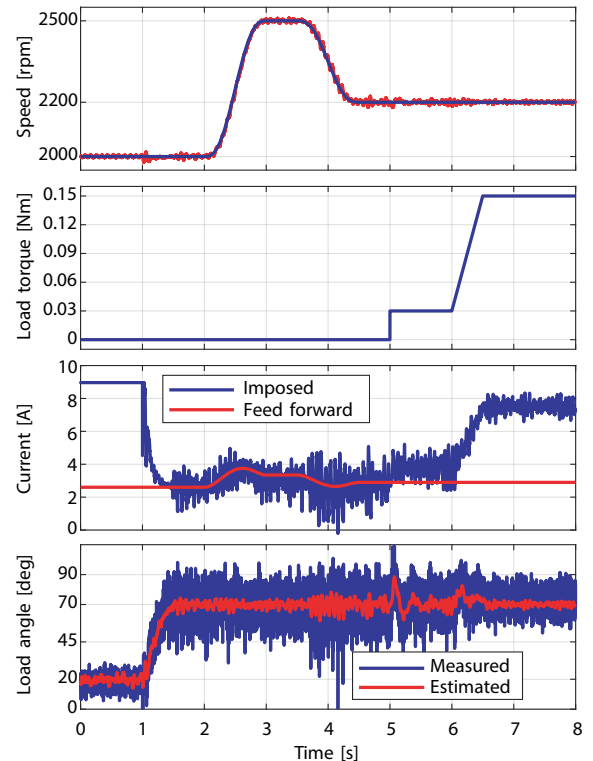 Speed [rpm]
2500
2200
2000
Load torque [Nm]
0.15
0.12
0.09
0.06
0.03
0
Current [A]
10
8
6
4
2
0
Imposed
Feed forward
Load angle [deg]
90
70
45
20
0
Measured
Estimated
0 1 2 3 4 5 6 7 8
Time [s]